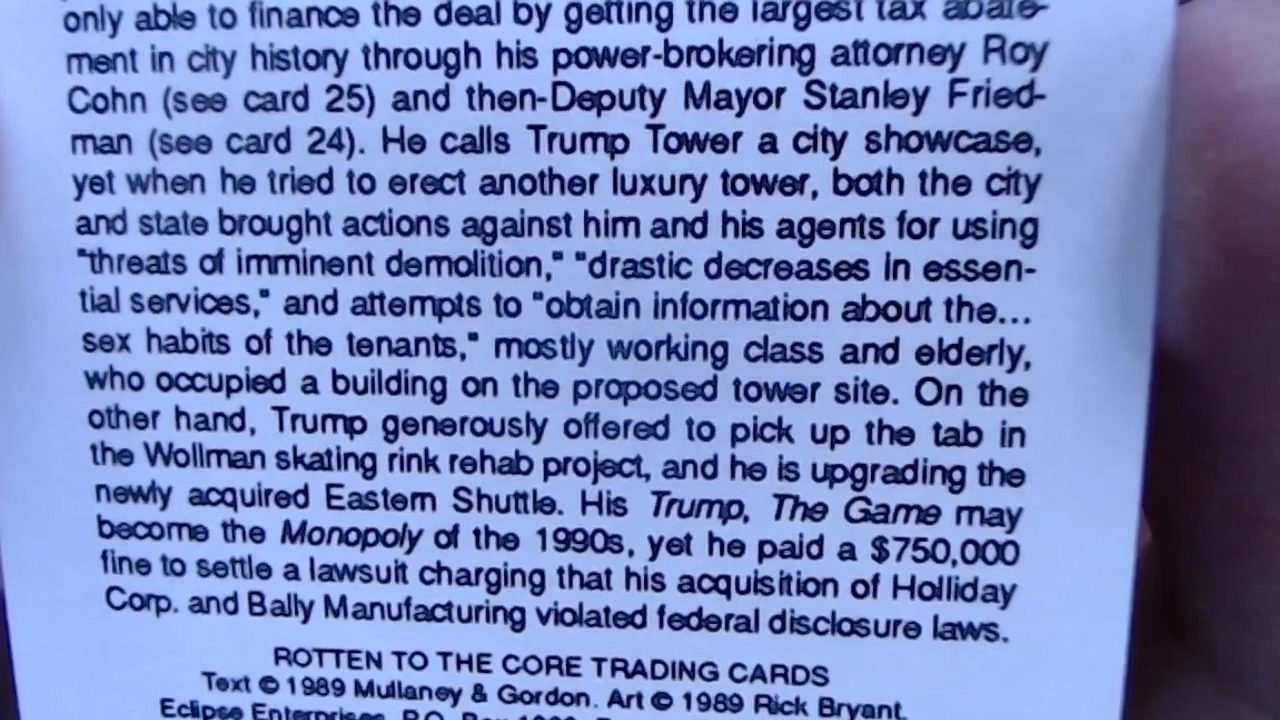 only able to finance the deal by getting the largest tax abate-
ment in city history through his power-brokering attorney Roy
Cohn (see card 25) and then-Deputy Mayor Stanley Fried-
man (see card 24). He calls Trump Tower a city showcase,
yet when he tried to erect another luxury tower, both the city
and state brought actions against him and his agents for using
"threats of imminent demolition," "drastic decreases in essen-
tial services," and attempts to "obtain information about the...
sex habits of the tenants," mostly working class and elderly,
who occupied a building on the proposed tower site. On the
other hand, Trump generously offered to pick up the tab in
the Wollman skating rink rehab project, and he is upgrading the
newly acquired Eastern Shuttle. His Trump, The Game may
become the Monopoly of the 1990s, yet he paid a $750,000
fine to settle a lawsuit charging that his acquisition of Holliday
Corp. and Bally Manufacturing violated federal disclosure laws.
ROTTEN TO THE CORE TRADING CARDS
Text © 1989 Mullaney & Gordon. Art © 1989 Rick Bryant.
Eclipse Enterprises, P.O. Box